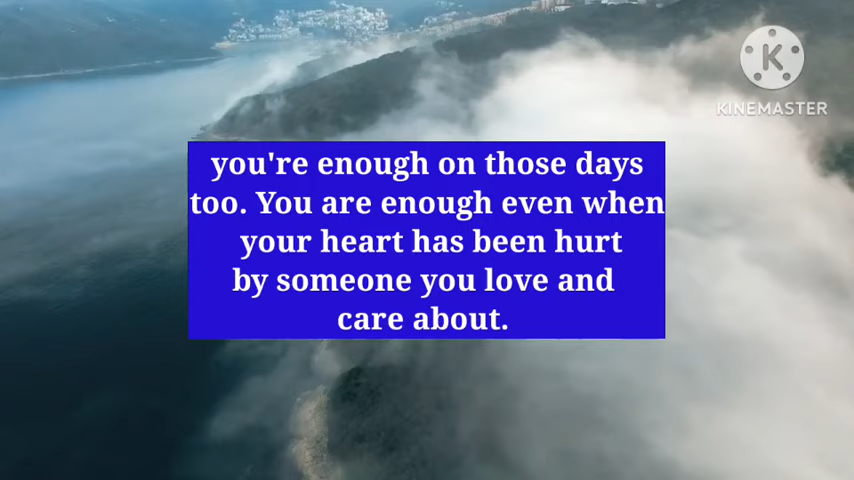 KINEMASTER
you're enough on those days
too. You are enough even when
your heart has been hurt
by someone you love and
care about.